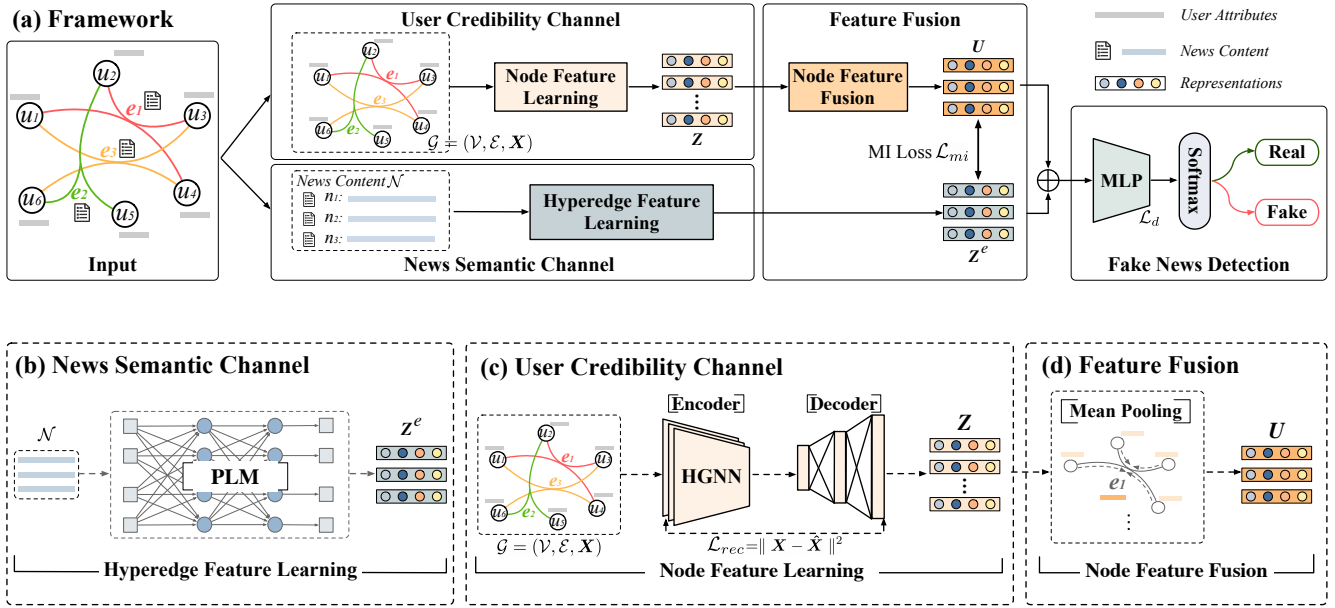 (a) Framework
u2
u1
u3
e1
e3
e2
u6
u5
u4
Input
User Credibility Channel
u2
u1
u3
e1
e3
e2
u6
u5
u4
𝒢 = (𝒱, ℰ, X)
Node Feature
Learning
Z
News Content 𝒩
n1:
n2:
n3:
Hyperedge Feature
Learning
News Semantic Channel
Feature Fusion
Node Feature
Fusion
U
MI Loss ℒmi
Z^e
User Attributes
News Content
Representations
MLP
ℒd
Softmax
Real
Fake
Fake News Detection
(b) News Semantic Channel
𝒩
PLM
Z^e
Hyperedge Feature Learning
(c) User Credibility Channel
u2
u1
u3
e1
e3
e2
u6
u5
u4
𝒢 = (𝒱, ℰ, X)
Encoder
HGNN
Decoder
ℒrec=∥ X − X̂ ∥²
Z
Node Feature Learning
(d) Feature Fusion
Mean Pooling
e1
U
Node Feature Fusion